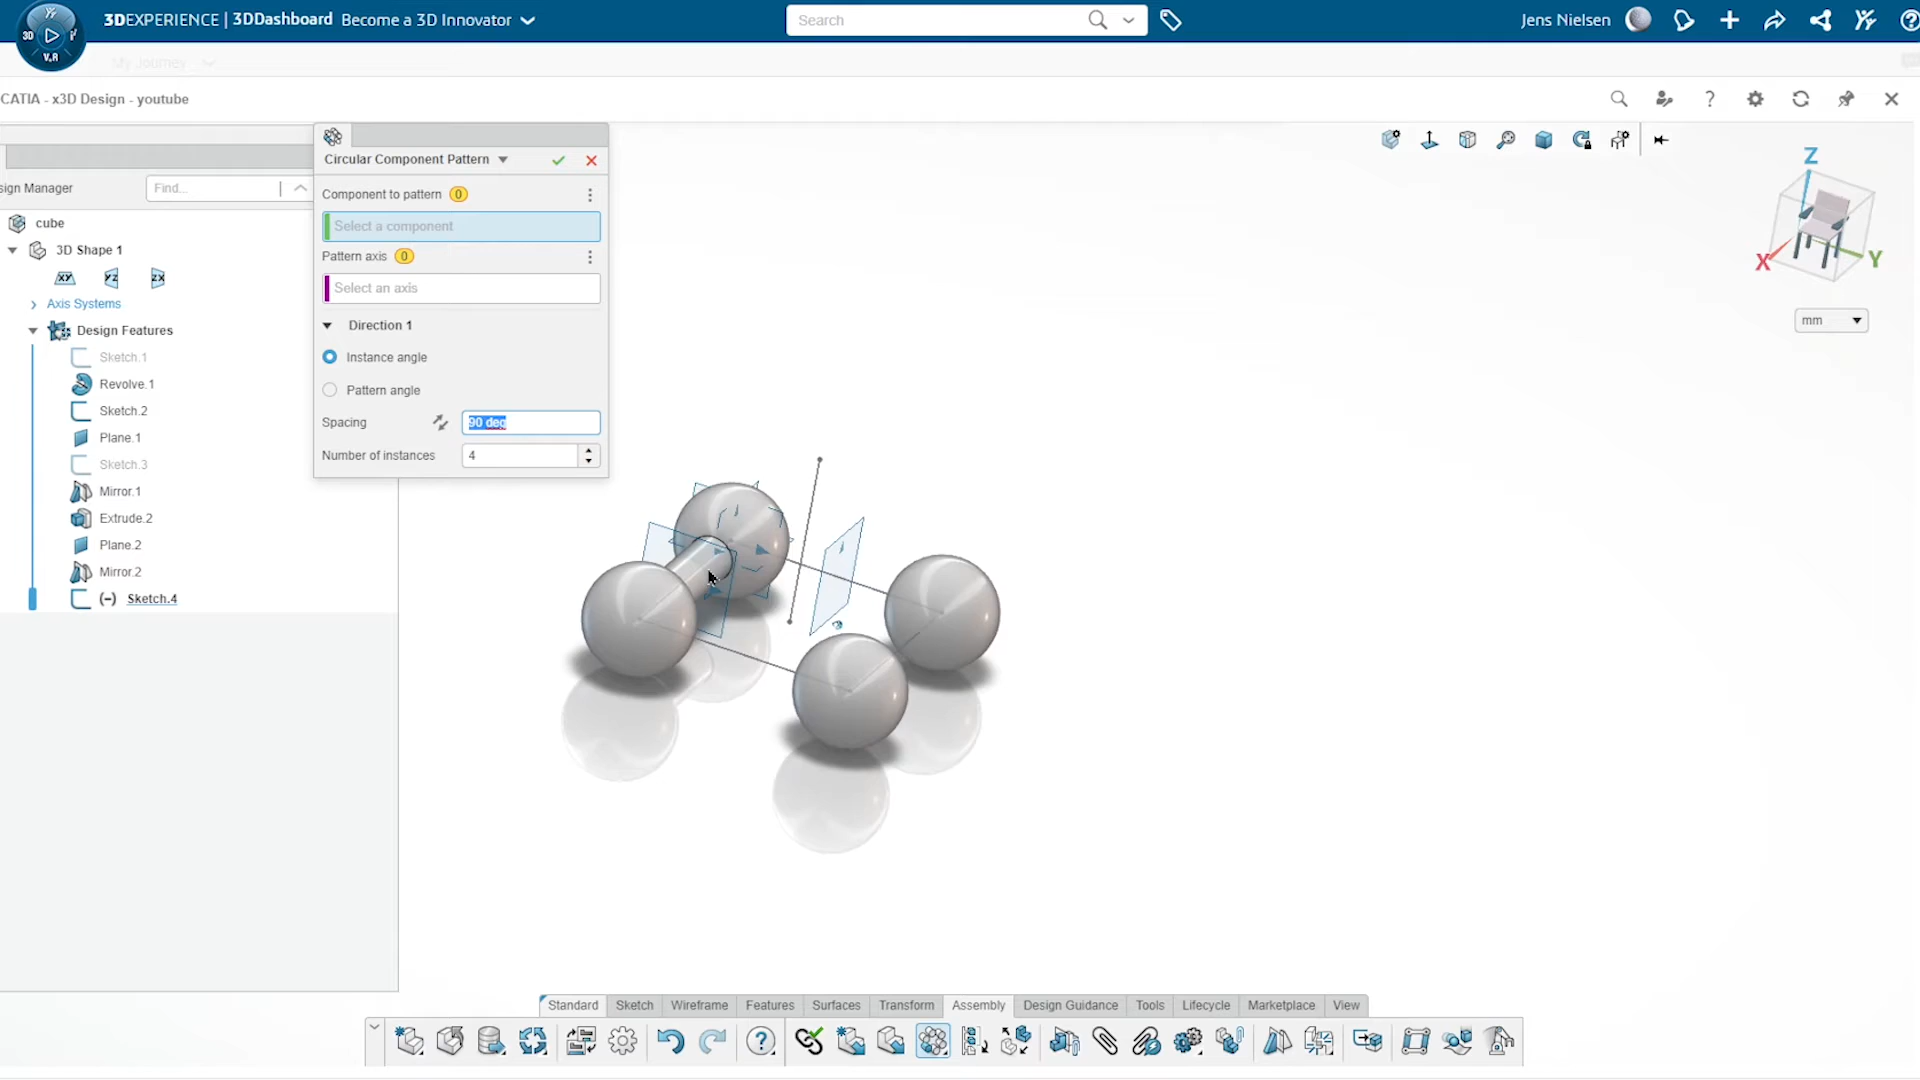 3DEXPERIENCE | 3DDashboard Become a 3D Innovator
Search
Jens Nielsen
3D
V.R
My Journey
CATIA - x3D Design - youtube
sign Manager
Find...
cube
3D Shape 1
XY
YZ
ZX
Axis Systems
Design Features
Sketch.1
Revolve.1
Sketch.2
Plane.1
Sketch.3
Mirror.1
Extrude.2
Plane.2
Mirror.2
(-) Sketch.4
Circular Component Pattern
Component to pattern 0
Select a component
Pattern axis 0
Select an axis
Direction 1
Instance angle
Pattern angle
Spacing 90 deg
Number of instances 4
Z
X
Y
mm
Standard Sketch Wireframe Features Surfaces Transform Assembly Design Guidance Tools Lifecycle Marketplace View